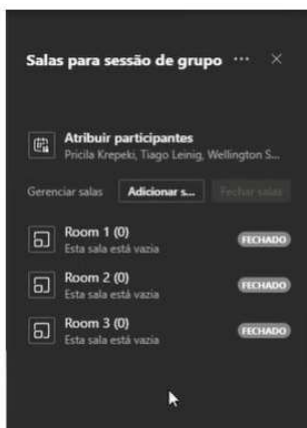 Salas para sessão de grupo ...
Atribuir participantes
Pricila Krepeki, Tiago Leinig, Wellington S...
Gerenciar salas Adicionar s... Fechar salas
Room 1 (0) FECHADO
Esta sala está vazia
Room 2 (0) FECHADO
Esta sala está vazia
Room 3 (0) FECHADO
Esta sala está vazia